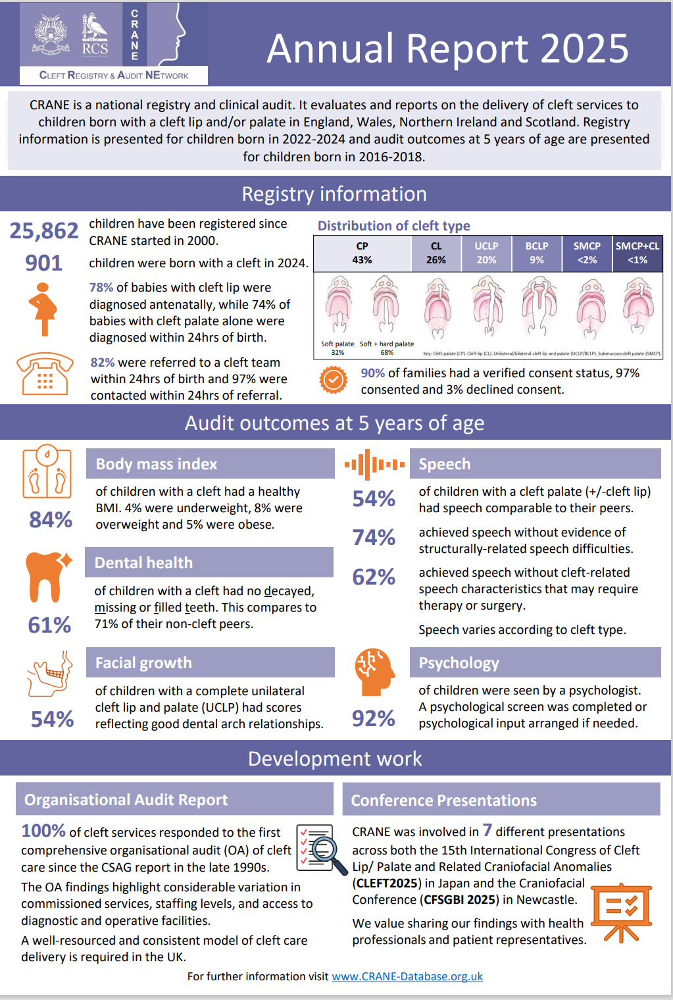 RCS
CRANE
CLEFT REGISTRY & AUDIT NETWORK
Annual Report 2025
CRANE is a national registry and clinical audit. It evaluates and reports on the delivery of cleft services to
children born with a cleft lip and/or palate in England, Wales, Northern Ireland and Scotland. Registry
information is presented for children born in 2022-2024 and audit outcomes at 5 years of age are presented
for children born in 2016-2018.
Registry information
25,862 children have been registered since
CRANE started in 2000.
901 children were born with a cleft in 2024.
78% of babies with cleft lip were
diagnosed antenatally, while 74% of
babies with cleft palate alone were
diagnosed within 24hrs of birth.
82% were referred to a cleft team
within 24hrs of birth and 97% were
contacted within 24hrs of referral.
Distribution of cleft type
CP CL UCLP BCLP SMCP SMCP+CL
43% 26% 20% 9% <2% <1%
Soft palate Soft + hard palate
32% 68%
Key: Cleft palate (CP). Cleft lip (CL). Unilateral/bilateral cleft lip and palate (UCLP/BCLP). Submucous cleft palate (SMCP).
90% of families had a verified consent status, 97%
consented and 3% declined consent.
Audit outcomes at 5 years of age
Body mass index
84%
of children with a cleft had a healthy
BMI. 4% were underweight, 8% were
overweight and 5% were obese.
Dental health
61%
of children with a cleft had no decayed,
missing or filled teeth. This compares to
71% of their non-cleft peers.
Facial growth
54%
of children with a complete unilateral
cleft lip and palate (UCLP) had scores
reflecting good dental arch relationships.
Speech
54% of children with a cleft palate (+/-cleft lip)
had speech comparable to their peers.
74% achieved speech without evidence of
structurally-related speech difficulties.
62% achieved speech without cleft-related
speech characteristics that may require
therapy or surgery.
Speech varies according to cleft type.
Psychology
92%
of children were seen by a psychologist.
A psychological screen was completed or
psychological input arranged if needed.
Development work
Organisational Audit Report
100% of cleft services responded to the first
comprehensive organisational audit (OA) of cleft
care since the CSAG report in the late 1990s.
The OA findings highlight considerable variation in
commissioned services, staffing levels, and access to
diagnostic and operative facilities.
A well-resourced and consistent model of cleft care
delivery is required in the UK.
Conference Presentations
CRANE was involved in 7 different presentations
across both the 15th International Congress of Cleft
Lip/ Palate and Related Craniofacial Anomalies
(CLEFT2025) in Japan and the Craniofacial
Conference (CFSGBI 2025) in Newcastle.
We value sharing our findings with health
professionals and patient representatives.
For further information visit www.CRANE-Database.org.uk